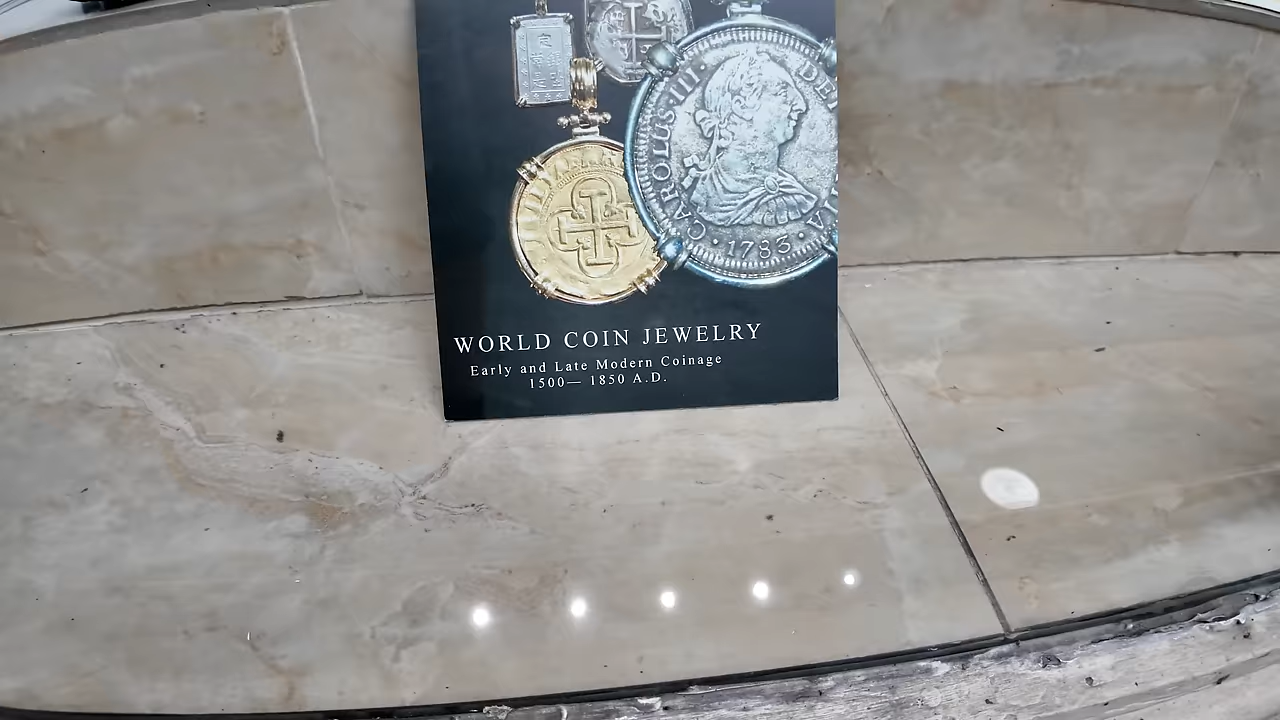 CAROLUS·III·
DEI
1783·
WORLD COIN JEWELRY
Early and Late Modern Coinage
1500— 1850 A.D.